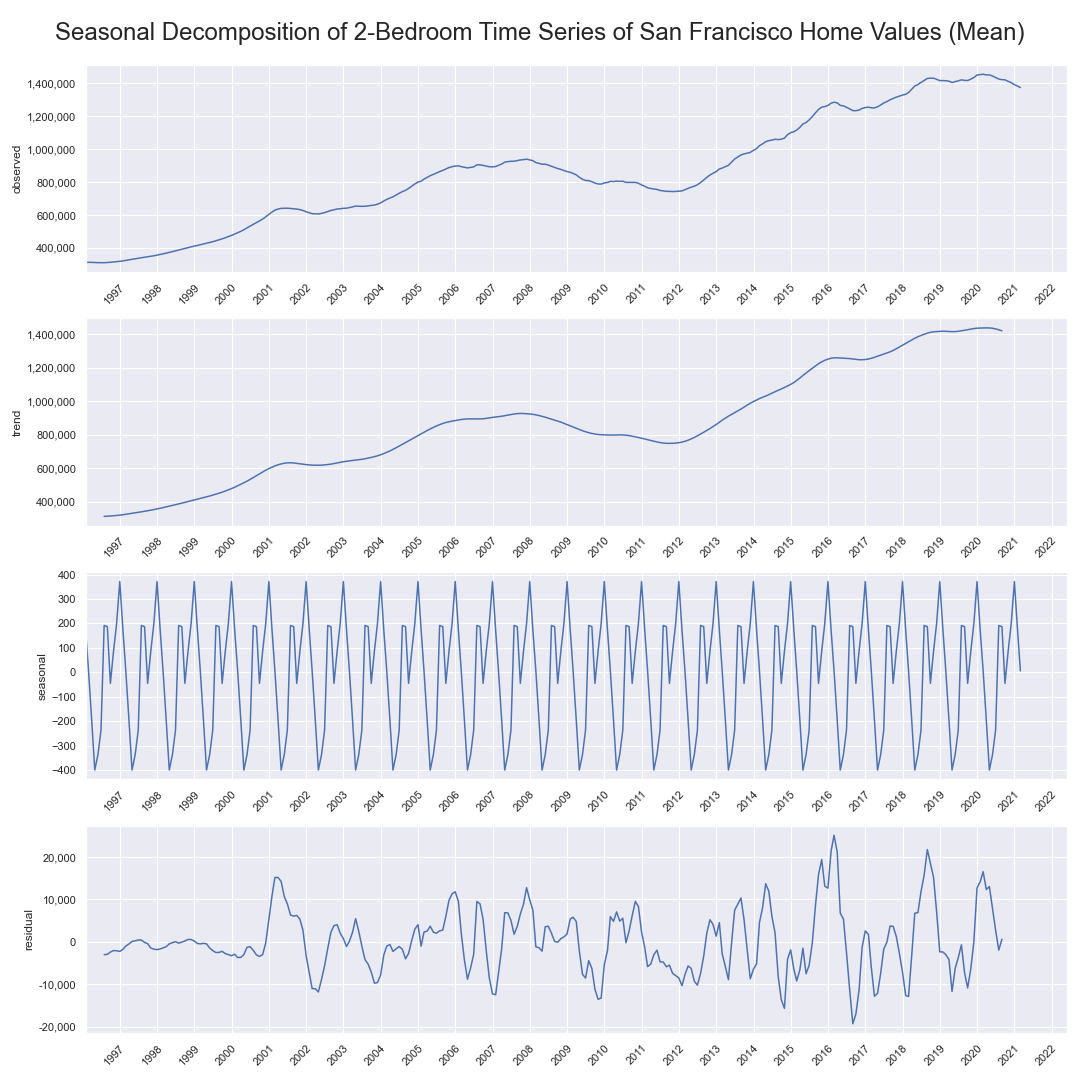 Seasonal Decomposition of 2-Bedroom Time Series of San Francisco Home Values (Mean)
observed
1,400,000
1,200,000
1,000,000
800,000
600,000
400,000
1997 1998 1999 2000 2001 2002 2003 2004 2005 2006 2007 2008 2009 2010 2011 2012 2013 2014 2015 2016 2017 2018 2019 2020 2021 2022
trend
1,400,000
1,200,000
1,000,000
800,000
600,000
400,000
1997 1998 1999 2000 2001 2002 2003 2004 2005 2006 2007 2008 2009 2010 2011 2012 2013 2014 2015 2016 2017 2018 2019 2020 2021 2022
seasonal
400
300
200
100
0
−100
−200
−300
−400
1997 1998 1999 2000 2001 2002 2003 2004 2005 2006 2007 2008 2009 2010 2011 2012 2013 2014 2015 2016 2017 2018 2019 2020 2021 2022
residual
20,000
10,000
0
-10,000
-20,000
1997 1998 1999 2000 2001 2002 2003 2004 2005 2006 2007 2008 2009 2010 2011 2012 2013 2014 2015 2016 2017 2018 2019 2020 2021 2022